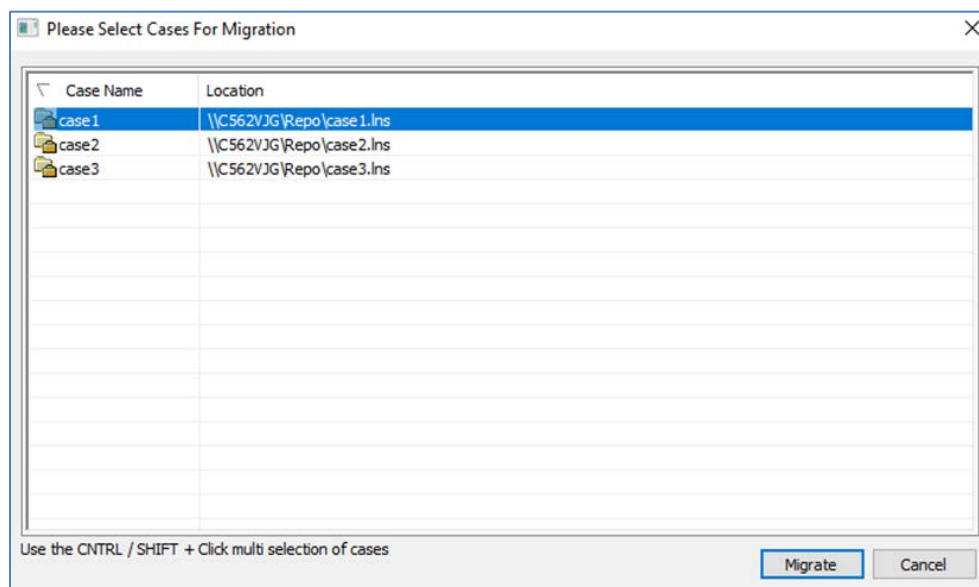 Please Select Cases For Migration
Case Name Location
case1 \\C562VJG\Repo\case1.lns
case2 \\C562VJG\Repo\case2.lns
case3 \\C562VJG\Repo\case3.lns
Use the CNTRL / SHIFT + Click multi selection of cases
Migrate Cancel